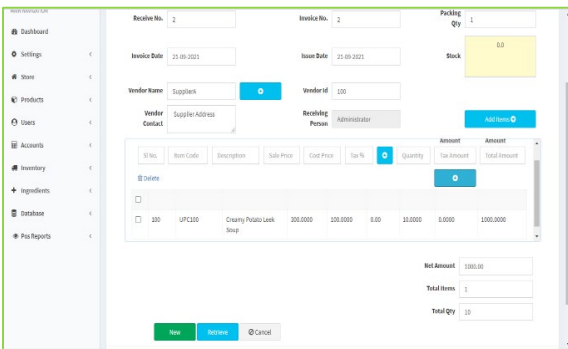 Dashboard
Settings
Store
Products
Users
Accounts
Inventory
Ingredients
Database
Pos Reports
Receive No. 2 Invoice No. 2 Packing Qty 1
Invoice Date 21-09-2021 Issue Date 21-09-2021 Stock 0.0
Vendor Name SupplierA Vendor Id 100
Vendor Contact Supplier Address Receiving Person Administrator Add Items
Amount Amount
Sl No. Item Code Description Sale Price Cost Price Tax % Quantity Tax Amount Total Amount
Delete
100 UPC100 Creamy Potato Leek Soup 300.0000 100.0000 0.00 10.0000 0.0000 1000.0000
Net Amount 1000.00
Total Items 1
Total Qty 10
New Retrieve Cancel